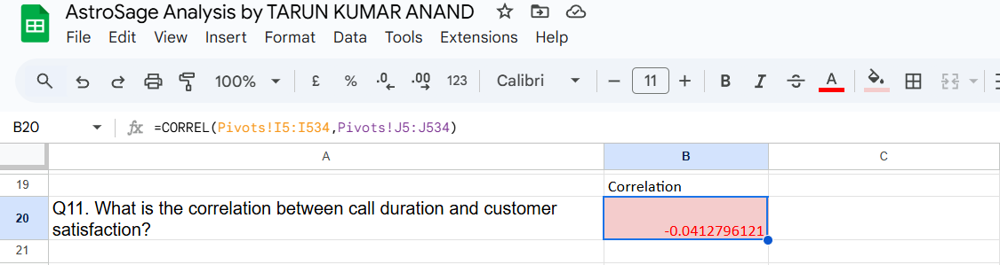 AstroSage Analysis by TARUN KUMAR ANAND
File Edit View Insert Format Data Tools Extensions Help
100% £ % .0 .00 123 Calibri − 11 + B I S A
B20 fx =CORREL(Pivots!I5:I534,Pivots!J5:J534)
A B C
19 Correlation
20 Q11. What is the correlation between call duration and customer
satisfaction? -0.0412796121
21